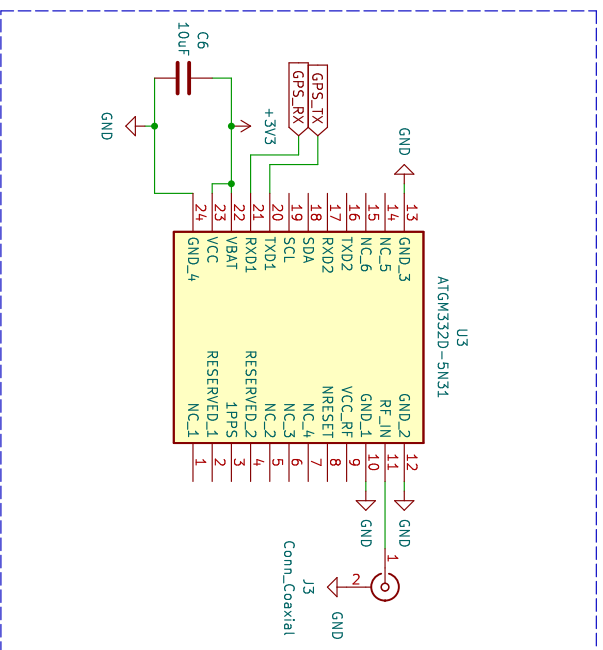 C6
10uF
GND
+3V3
GPS_RX
GPS_TX
GND
24
23
22
21
20
19
18
17
16
15
14
13
GND_4
VCC
VBAT
RXD1
TXD1
SCL
SDA
RXD2
TXD2
NC_6
NC_5
GND_3
U3
ATGM332D-5N31
NC_1
RESERVED_1
1PPS
RESERVED_2
NC_2
NC_3
NC_4
NRESET
VCC_RF
GND_1
RF_IN
GND_2
1
2
3
4
5
6
7
8
9
10
11
12
GND
GND
1
2
J3
Conn_Coaxial
GND